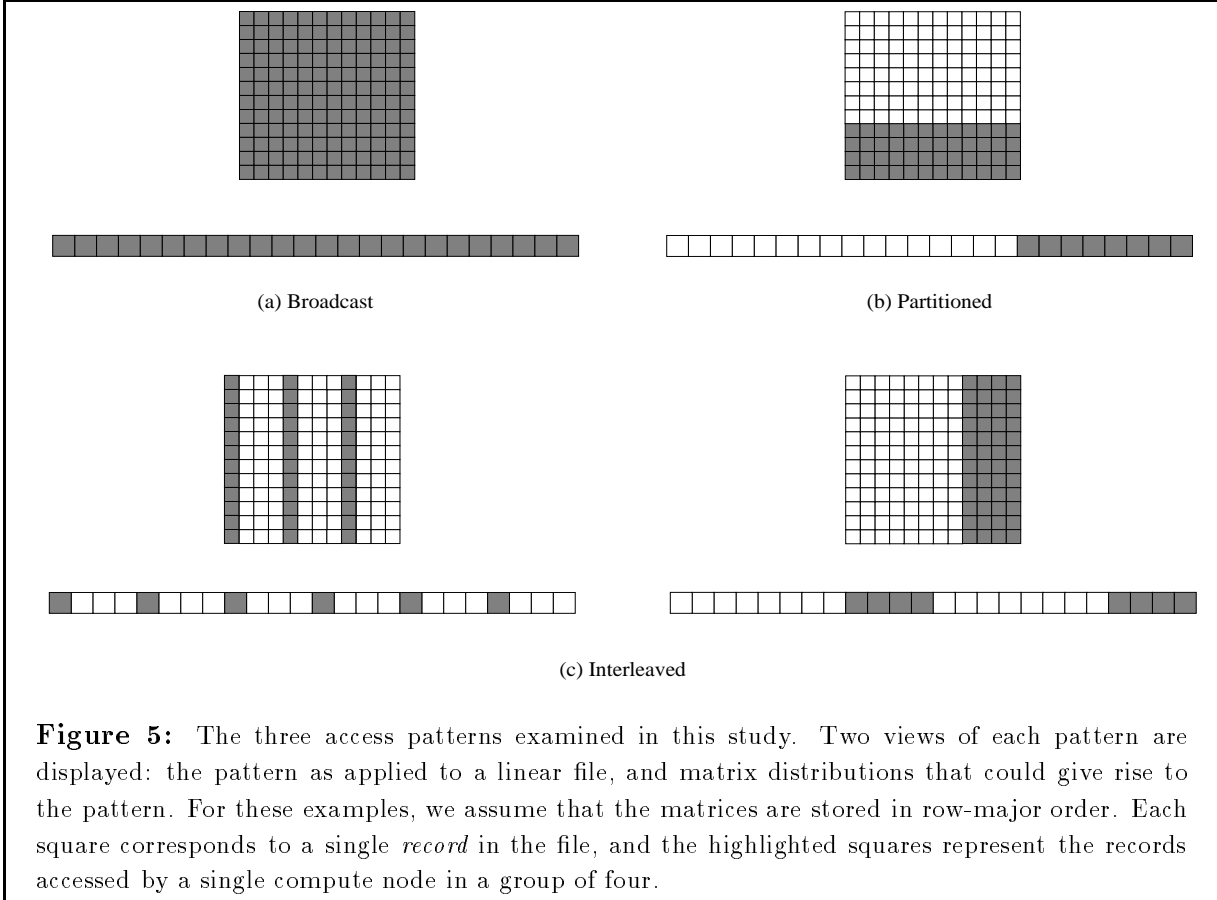 (a) Broadcast
(b) Partitioned
(c) Interleaved
Figure 5: The three access patterns examined in this study. Two views of each pattern are
displayed: the pattern as applied to a linear file, and matrix distributions that could give rise to
the pattern. For these examples, we assume that the matrices are stored in row-major order. Each
square corresponds to a single record in the file, and the highlighted squares represent the records
accessed by a single compute node in a group of four.